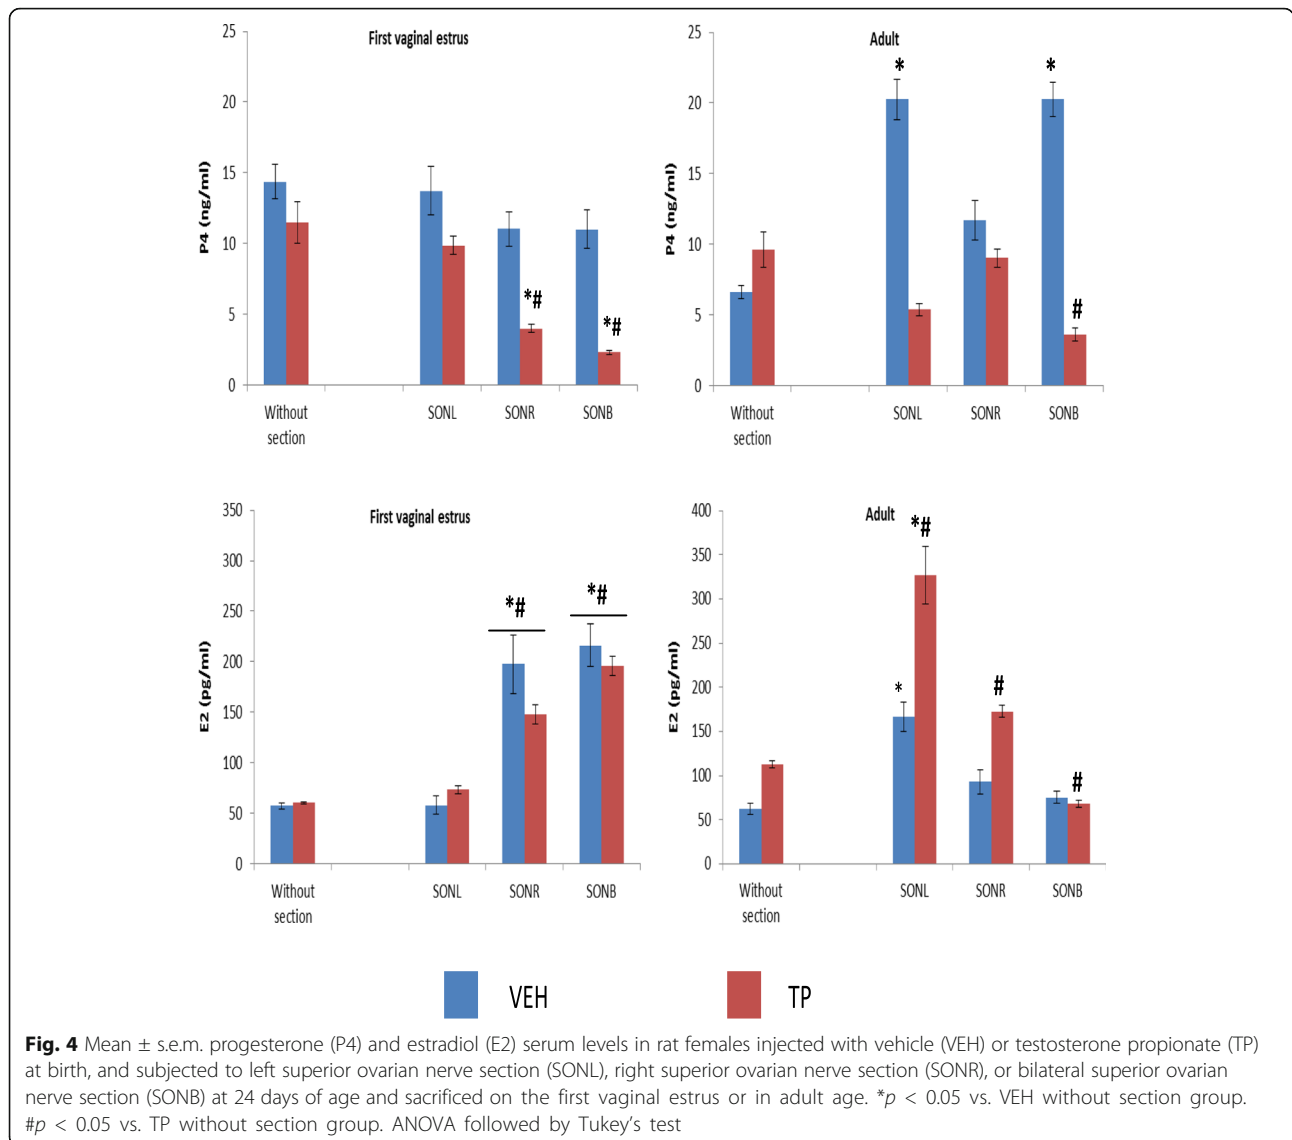 First vaginal estrus
25
20
15
10
5
0
P4 (ng/ml)
*#
*#
Without section
SONL
SONR
SONB
Adult
25
20
15
10
5
0
P4 (ng/ml)
*
*
#
Without section
SONL
SONR
SONB
First vaginal estrus
350
300
250
200
150
100
50
0
E2 (pg/ml)
*#
*#
Without section
SONL
SONR
SONB
Adult
400
350
300
250
200
150
100
50
0
E2 (pg/ml)
*
*#
#
#
Without section
SONL
SONR
SONB
VEH
TP
Fig. 4 Mean ± s.e.m. progesterone (P4) and estradiol (E2) serum levels in rat females injected with vehicle (VEH) or testosterone propionate (TP)
at birth, and subjected to left superior ovarian nerve section (SONL), right superior ovarian nerve section (SONR), or bilateral superior ovarian
nerve section (SONB) at 24 days of age and sacrificed on the first vaginal estrus or in adult age. *p < 0.05 vs. VEH without section group.
#p < 0.05 vs. TP without section group. ANOVA followed by Tukey's test